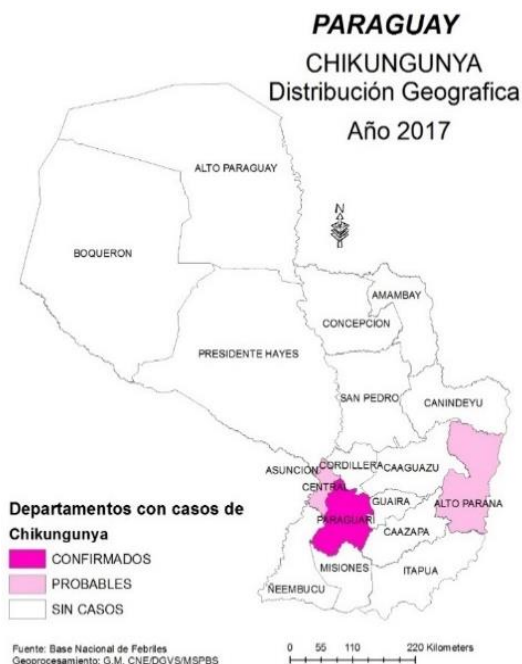 PARAGUAY
CHIKUNGUNYA
Distribución Geografica
Año 2017
N
ALTO PARAGUAY
BOQUERON
AMAMBAY
CONCEPCION
PRESIDENTE HAYES
SAN PEDRO
CANINDEYU
ASUNCION
CORDILLERA
CAAGUAZU
CENTRAL
GUAIRA
ALTO PARANA
PARAGUARI
CAAZAPA
MISIONES
ITAPUA
ÑEEMBUCU
Departamentos con casos de
Chikungunya
CONFIRMADOS
PROBABLES
SIN CASOS
Fuente: Base Nacional de Febriles
Geoprocesamiento: G.M. CNE/DGVS/MSPBS
0 55 110 220 Kilometers